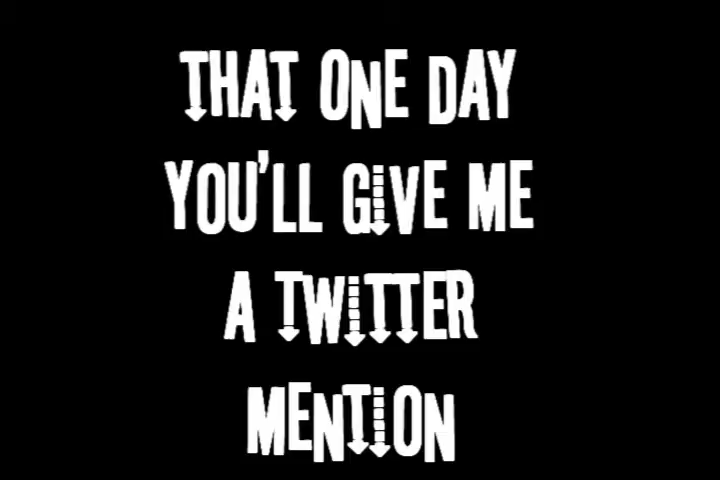 THAT ONE DAY
YOU'LL GIVE ME
A TWITTER
MENTION